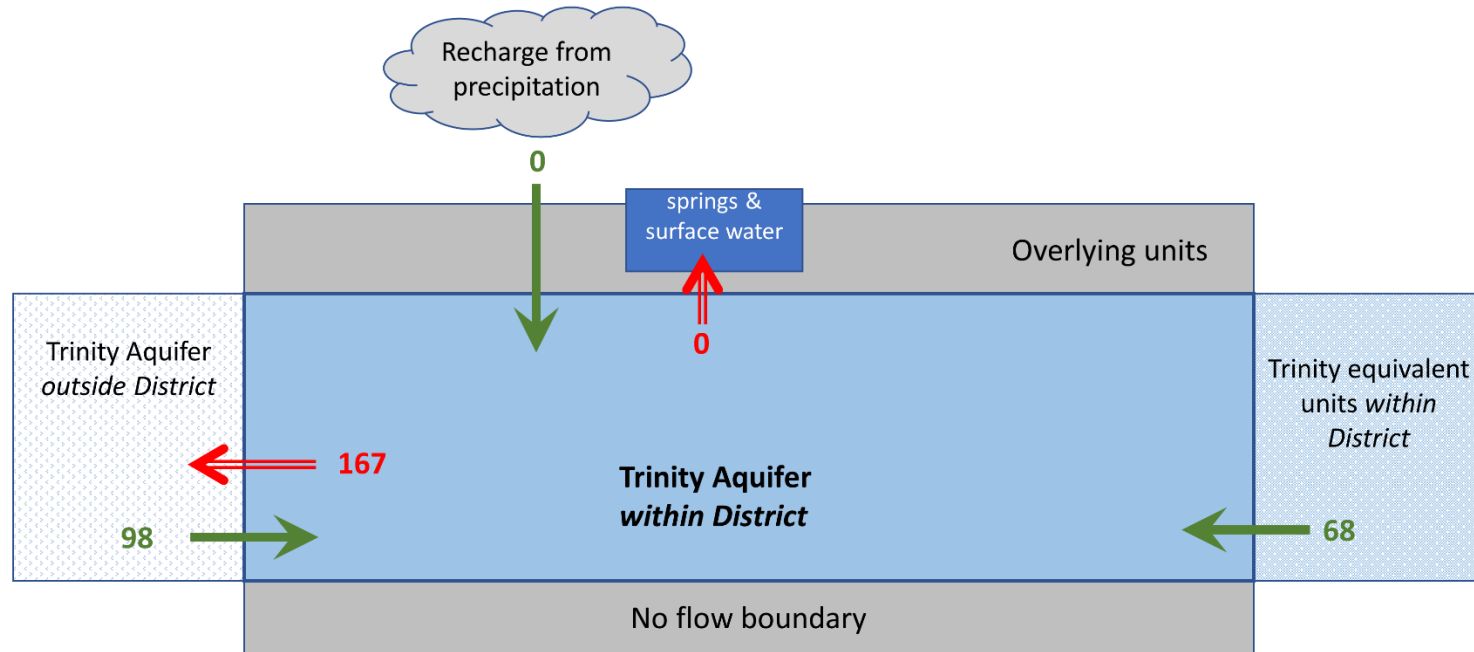 Recharge from
precipitation
0
springs &
surface water
Overlying units
0
Trinity Aquifer
outside District
Trinity equivalent
units within
District
167
Trinity Aquifer
within District
98
68
No flow boundary